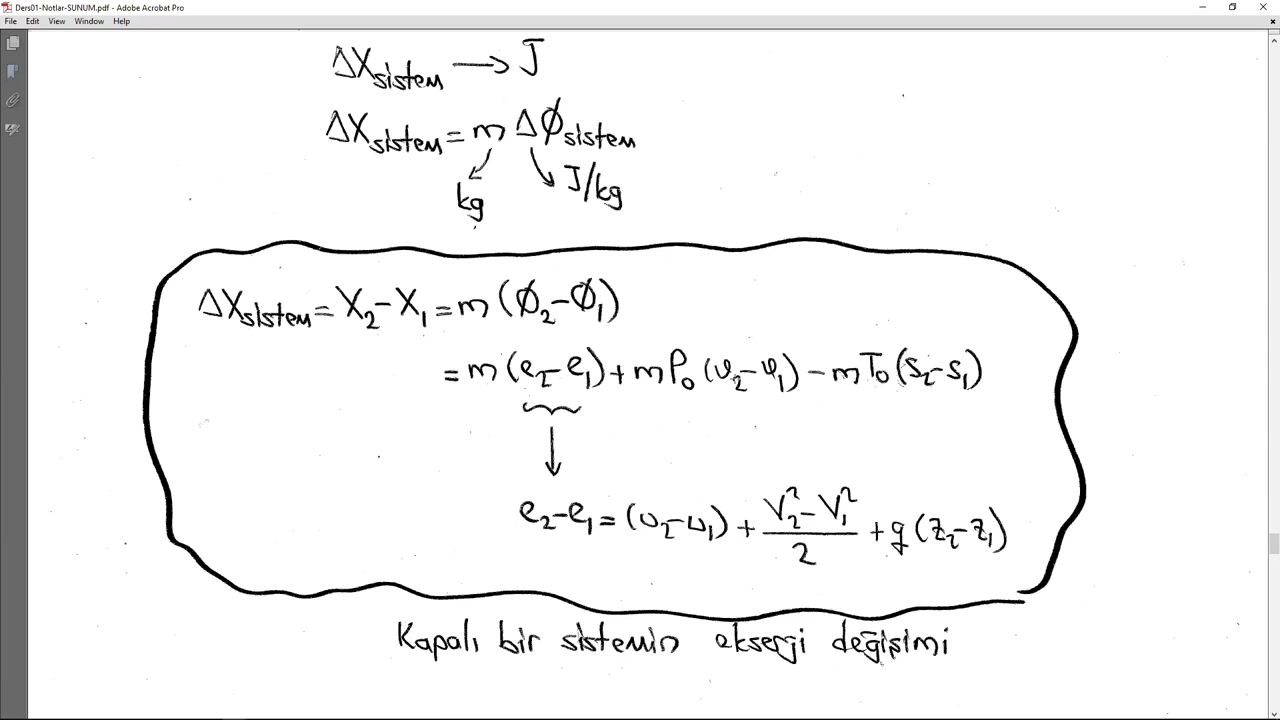 Ders01-Notlar-SUNUM.pdf - Adobe Acrobat Pro
File Edit View Window Help
ΔX_sistem → J
ΔX_sistem = m Δφ_sistem
kg J/kg
ΔX_sistem = X₂ - X₁ = m (φ₂ - φ₁)
= m (e₂ - e₁) + m P₀ (v₂ - v₁) - m T₀ (s₂ - s₁)
e₂ - e₁ = (u₂ - u₁) + (V₂² - V₁²)/2 + g (z₂ - z₁)
Kapalı bir sistemin ekserji değişimi